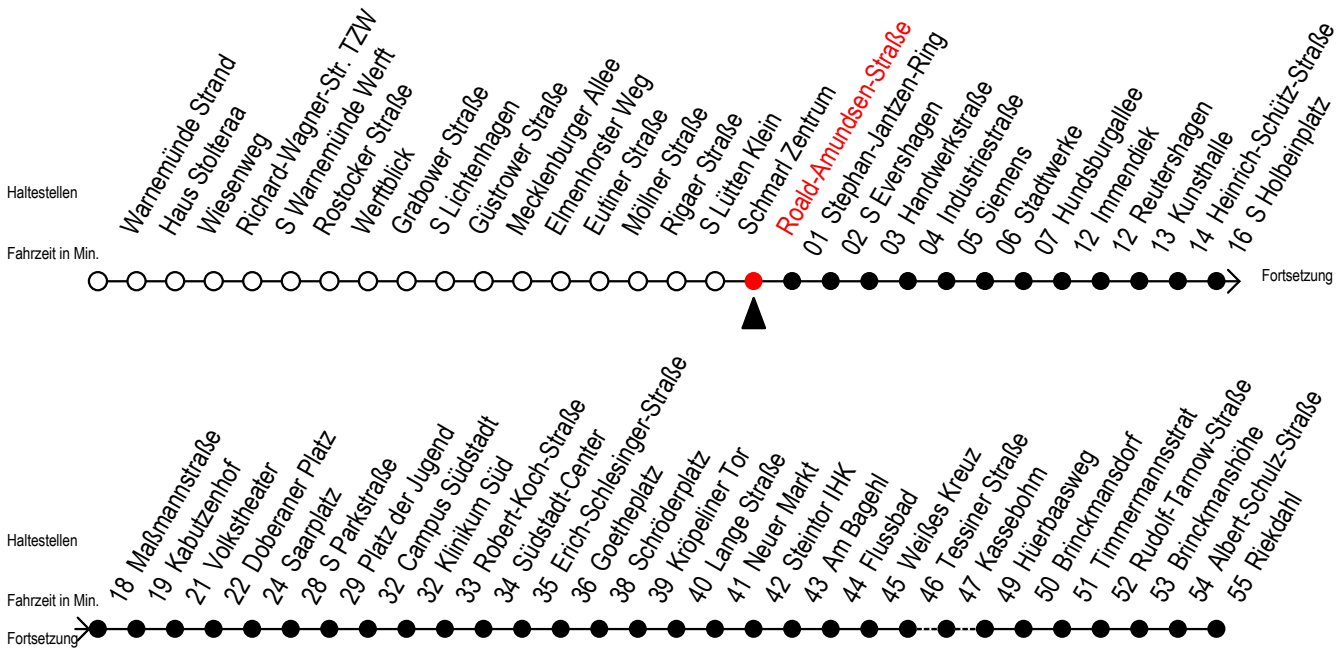 Haltestellen
Warnemünde Strand
Haus Stolteraa
Wiesenweg
Richard-Wagner-Str. TZW
S Warnemünde Werft
Rostocker Straße
Werftblick
Grabower Straße
S Lichtenhagen
Güstrower Straße
Mecklenburger Allee
Elmenhorster Weg
Eutiner Straße
Möllner Straße
Rigaer Straße
S Lütten Klein
Schmarl Zentrum
Roald-Amundsen-Straße
01 Stephan-Jantzen-Ring
02 S Evershagen
03 Handwerkstraße
04 Industriestraße
05 Siemens
06 Stadtwerke
07 Hundsburgallee
12 Immendiek
12 Reutershagen
13 Kunsthalle
14 Heinrich-Schütz-Straße
16 S Holbeinplatz
Fahrzeit in Min.
Fortsetzung
Haltestellen
18 Maßmannstraße
19 Kabutzenhof
21 Volkstheater
22 Doberaner Platz
24 Saarplatz
28 S Parkstraße
29 Platz der Jugend
32 Campus Südstadt
32 Klinikum Süd
33 Robert-Koch-Straße
34 Südstadt-Center
35 Erich-Schlesinger-Straße
36 Goetheplatz
38 Schröderplatz
39 Kröpeliner Tor
40 Lange Straße
41 Neuer Markt
42 Steintor IHK
43 Am Bagehl
44 Flussbad
45 Weißes Kreuz
46 Tessiner Straße
47 Kassebohm
49 Hüerbaasweg
50 Brinckmansdorf
51 Timmermannsstrat
52 Rudolf-Tarnow-Straße
53 Brinckmanshöhe
54 Albert-Schulz-Straße
55 Riekdahl
Fahrzeit in Min.
Fortsetzung